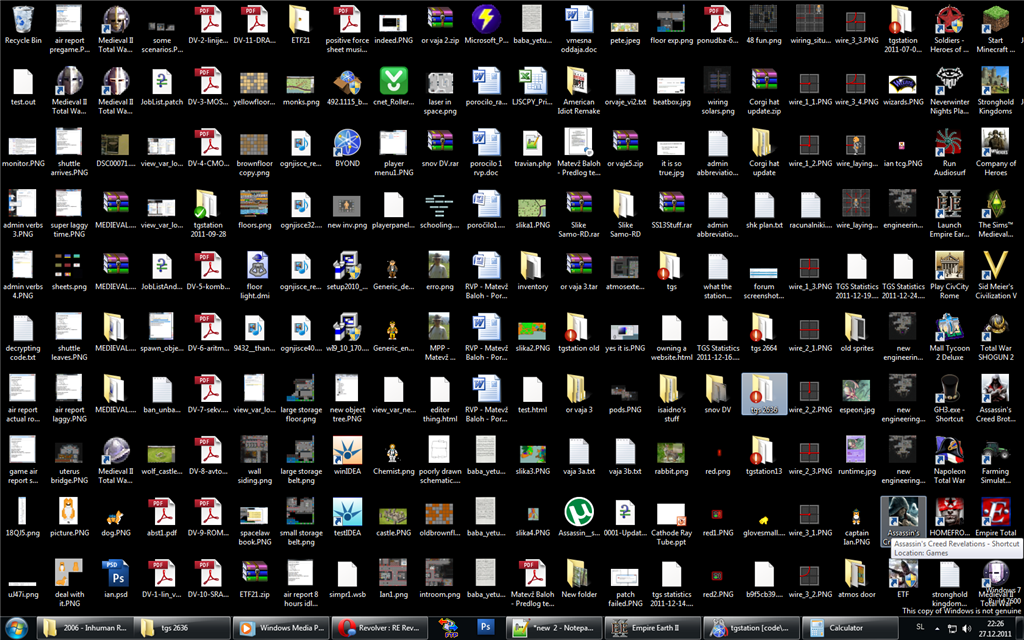 Recycle Bin
air report pregame.P...
Medieval II Total Wa...
some scenarios.P...
DV-2-linije...
DV-11-DRA...
ETF21
positive force sheet musi...
indeed.PNG
or vaja 2.zip
Microsoft_P...
baba_yetu...
vmesna oddaja.doc
pete.jpeg
floor exp.png
ponudba-6...
48 fun.png
wiring_situ...
wire_3_3.PNG
tgstation 2011-07-0...
Soldiers - Heroes of ...
Start Minecraft ...
test.out
Medieval II Total Wa...
Medieval II Total Wa...
JobList.patch
DV-3-MOS...
yellowfloor...
monks.png
492.1115_b...
cnet_Roller...
laser in space.png
porocilo_ra...
LJSCPY_Pri...
American Idiot Remake
orvaje_vi2.txt
beatbox.jpg
wiring solars.png
Corgi hat update.zip
wire_1_1.PNG
wire_3_4.PNG
wizards.PNG
Neverwinter Nights Pla...
Stronghold Kingdoms
monitor.PNG
shuttle arrives.PNG
DSC00071...
view_var_lo...
DV-4-CMO...
brownfloor copy.png
ognjisce_re...
BYOND
player menu1.PNG
snov DV.rar
porocilo 1 rvp.doc
travian.php
Matevž Baloh - Predlog te...
or vaje5.zip
it is so true.jpg
admin abbreviatio...
Corgi hat update
wire_1_2.PNG
wire_laying...
ian tcg.PNG
Run Audiosurf
Company of Heroes
admin verbs 3.PNG
super laggy time.PNG
MEDIEVAL...
view_var_lo...
tgstation 2011-09-28
floors.png
ognjisce32...
new inv.png
playerpanel...
schooling....
poročilo1....
slika1.PNG
Slike Samo-RD.rar
Slike Samo-RD
SS13Stuff.rar
admin abbreviatio...
shk plan.txt
racunalniki...
wire_laying...
engineerin...
Launch Empire Ear...
The Sims™ Medieval...
admin verbs 4.PNG
sheets.png
MEDIEVAL...
JobListAnd...
DV-5-komb...
floor light.dmi
ognjisce_re...
setup2010_...
Generic_de...
erro.png
RVP - Matevž Baloh - Por...
inventory
or vaje 3.rar
atmosexte...
tgs
what the station...
forum screenshot...
wire_1_3.PNG
TGS Statistics 2011-12-19...
TGS Statistics 2011-12-24...
Play CivCity Rome
Sid Meier's Civilization V
decrypting code.txt
shuttle leaves.PNG
MEDIEVAL...
spawn_obje...
DV-6-aritm...
9432_than...
ognjisce40...
wl9_10_170...
Generic_en...
MPP - Matevž ...
RVP - Matevž Baloh - Por...
slika2.PNG
tgstation old
yes it is.PNG
owning a website.html
TGS Statistics 2011-12-16...
tgs 2664
wire_2_1.PNG
old sprites
new engineering...
Mall Tycoon 2 Deluxe
Total War SHOGUN 2
air report actual ro...
air report laggy.PNG
MEDIEVAL...
ban_unba...
DV-7-sekv...
view_var_lo...
large storage floor.png
new object tree.PNG
view_var_ne...
editor thing.html
RVP - Matevž Baloh - Por...
test.html
or vaje 3
pods.PNG
isaidno's stuff
snov DV
tgs 2636
wire_2_2.PNG
espeon.jpg
new engineering...
GH3.exe - Shortcut
Assassin's Creed Brot...
game air report s...
uterus bridge.PNG
Medieval II Total Wa...
wolf_castle...
DV-8-avto...
wall siding.png
large storage belt.png
winIDEA
Chemist.png
poorly drawn schematic....
baba_yetu...
slika3.PNG
vaja 3a.txt
vaja 3b.txt
rabbit.png
red.png
tgstation13
wire_2_3.PNG
runtime.jpg
new engineering...
Napoleon Total War
Farming Simulat...
18QJ5.png
picture.PNG
dog.PNG
abst1.pdf
DV-9-ROM...
spacelaw book.PNG
small storage belt.png
testIDEA
castle.PNG
oldbrownfl...
baba_yetu...
slika4.PNG
Assassin__s...
0001-Updat...
Cathode Ray Tube.ppt
red1.PNG
glovesmall...
wire_3_1.PNG
captain Ian.PNG
Assassin's
HOMEFRO...
Empire Total
Assassin's Creed Revelations - Shortcut
Location: Games
uJ47i.png
deal with it.PNG
ian.psd
DV-1-lin_v...
DV-10-SRA...
ETF21.zip
air report 8 hours idl...
simpr1.wsb
Ian1.png
introom.png
baba_yetu...
Matevž Baloh - Predlog te...
New folder
patch failed.PNG
tgs statistics 2011-12-14...
red2.PNG
b9f5cb39...
wire_3_2.PNG
atmos door
ETF
stronghold kingdom...
Medieval II Total Wa...
Windows 7
Build 7600
This copy of Windows is not genuine
2006 - Inhuman R...
tgs 2636
Windows Media P...
Revolver : RE Rev...
*new 2 - Notepa...
Empire Earth II
tgstation [code\...
Calculator
SL
22:26
27.12.2011